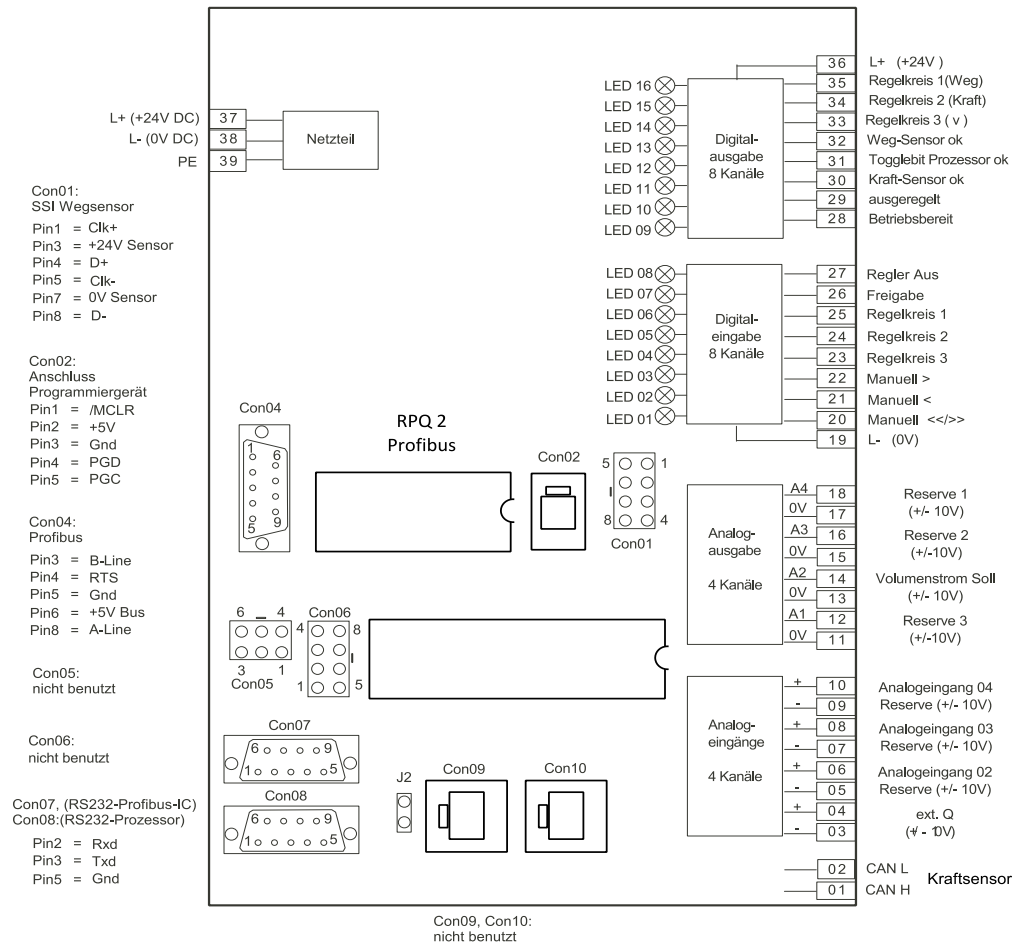 L+ (+24V DC) 37
L- (0V DC) 38
PE 39
Netzteil
Con01:
SSI Wegsensor
Pin1 = Clk+
Pin3 = +24V Sensor
Pin4 = D+
Pin5 = Clk-
Pin7 = 0V Sensor
Pin8 = D-
Con02:
Anschluss
Programmiergerät
Pin1 = /MCLR
Pin2 = +5V
Pin3 = Gnd
Pin4 = PGD
Pin5 = PGC
Con04:
Profibus
Pin3 = B-Line
Pin4 = RTS
Pin5 = Gnd
Pin6 = +5V Bus
Pin8 = A-Line
Con05:
nicht benutzt
Con06:
nicht benutzt
Con07, (RS232-Profibus-IC)
Con08:(RS232-Prozessor)
Pin2 = Rxd
Pin3 = Txd
Pin5 = Gnd
Con04
1 6
5 9
RPQ 2
Profibus
Con02
5 1
8 4
Con01
6 4
3 1
Con05
Con06
4 8
1 5
Con07
6 9
1 5
Con08
6 9
1 5
J2
Con09
Con10
LED 16
LED 15
LED 14
LED 13
LED 12
LED 11
LED 10
LED 09
Digital-
ausgabe
8 Kanäle
36 L+ (+24V )
35 Regelkreis 1(Weg)
34 Regelkreis 2 (Kraft)
33 Regelkreis 3 ( v )
32 Weg-Sensor ok
31 Togglebit Prozessor ok
30 Kraft-Sensor ok
29 ausgeregelt
28 Betriebsbereit
LED 08
LED 07
LED 06
LED 05
LED 04
LED 03
LED 02
LED 01
Digital-
eingabe
8 Kanäle
27 Regler Aus
26 Freigabe
25 Regelkreis 1
24 Regelkreis 2
23 Regelkreis 3
22 Manuell >
21 Manuell <
20 Manuell <</>>
19 L- (0V)
Analog-
ausgabe
4 Kanäle
A4 18 Reserve 1
0V 17 (+/- 10V)
A3 16 Reserve 2
0V 15 (+/-10V)
A2 14 Volumenstrom Soll
0V 13 (+/- 10V)
A1 12 Reserve 3
0V 11 (+/-10V)
Analog-
eingänge
4 Kanäle
+ 10 Analogeingang 04
- 09 Reserve (+/- 10V)
+ 08 Analogeingang 03
- 07 Reserve (+/- 10V)
+ 06 Analogeingang 02
- 05 Reserve (+/- 10V)
+ 04 ext. Q
- 03 (+/- 10V)
02 CAN L
01 CAN H
Kraftsensor
Con09, Con10:
nicht benutzt